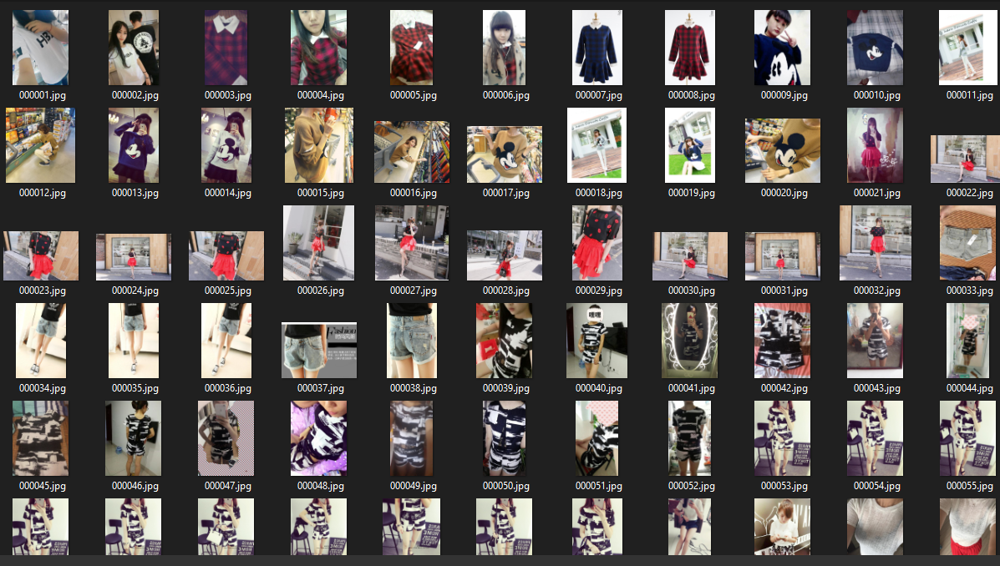 000001.jpg 000002.jpg 000003.jpg 000004.jpg 000005.jpg 000006.jpg 000007.jpg 000008.jpg 000009.jpg 000010.jpg 000011.jpg
000012.jpg 000013.jpg 000014.jpg 000015.jpg 000016.jpg 000017.jpg 000018.jpg 000019.jpg 000020.jpg 000021.jpg 000022.jpg
000023.jpg 000024.jpg 000025.jpg 000026.jpg 000027.jpg 000028.jpg 000029.jpg 000030.jpg 000031.jpg 000032.jpg 000033.jpg
Fashion
000034.jpg 000035.jpg 000036.jpg 000037.jpg 000038.jpg 000039.jpg 000040.jpg 000041.jpg 000042.jpg 000043.jpg 000044.jpg
000045.jpg 000046.jpg 000047.jpg 000048.jpg 000049.jpg 000050.jpg 000051.jpg 000052.jpg 000053.jpg 000054.jpg 000055.jpg